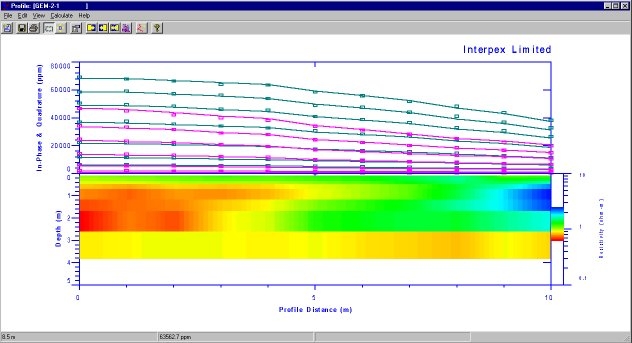 Profile: [GEM-2-1 ]
File Edit View Calculate Help
Interpex Limited
In-Phase & Quadrature (ppm)
80000
60000
40000
20000
0
Depth (m)
0
1
2
3
4
5
0
5
10
Profile Distance (m)
10
1
0.1
Resistivity (ohm-m)
8.5 m
63562.7 ppm